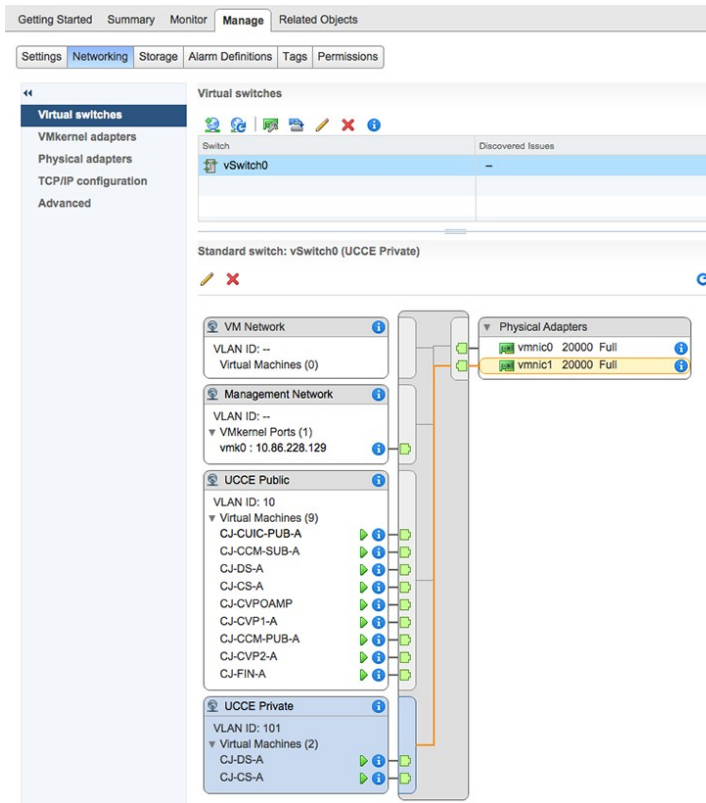 Getting Started Summary Monitor Manage Related Objects
Settings Networking Storage Alarm Definitions Tags Permissions
Virtual switches
VMkernel adapters
Physical adapters
TCP/IP configuration
Advanced
Virtual switches
Switch Discovered Issues
vSwitch0 –
Standard switch: vSwitch0 (UCCE Private)
VM Network
VLAN ID: --
Virtual Machines (0)
Management Network
VLAN ID: --
VMkernel Ports (1)
vmk0 : 10.86.228.129
UCCE Public
VLAN ID: 10
Virtual Machines (9)
CJ-CUIC-PUB-A
CJ-CCM-SUB-A
CJ-DS-A
CJ-CS-A
CJ-CVPOAMP
CJ-CVP1-A
CJ-CCM-PUB-A
CJ-CVP2-A
CJ-FIN-A
UCCE Private
VLAN ID: 101
Virtual Machines (2)
CJ-DS-A
CJ-CS-A
Physical Adapters
vmnic0 20000 Full
vmnic1 20000 Full